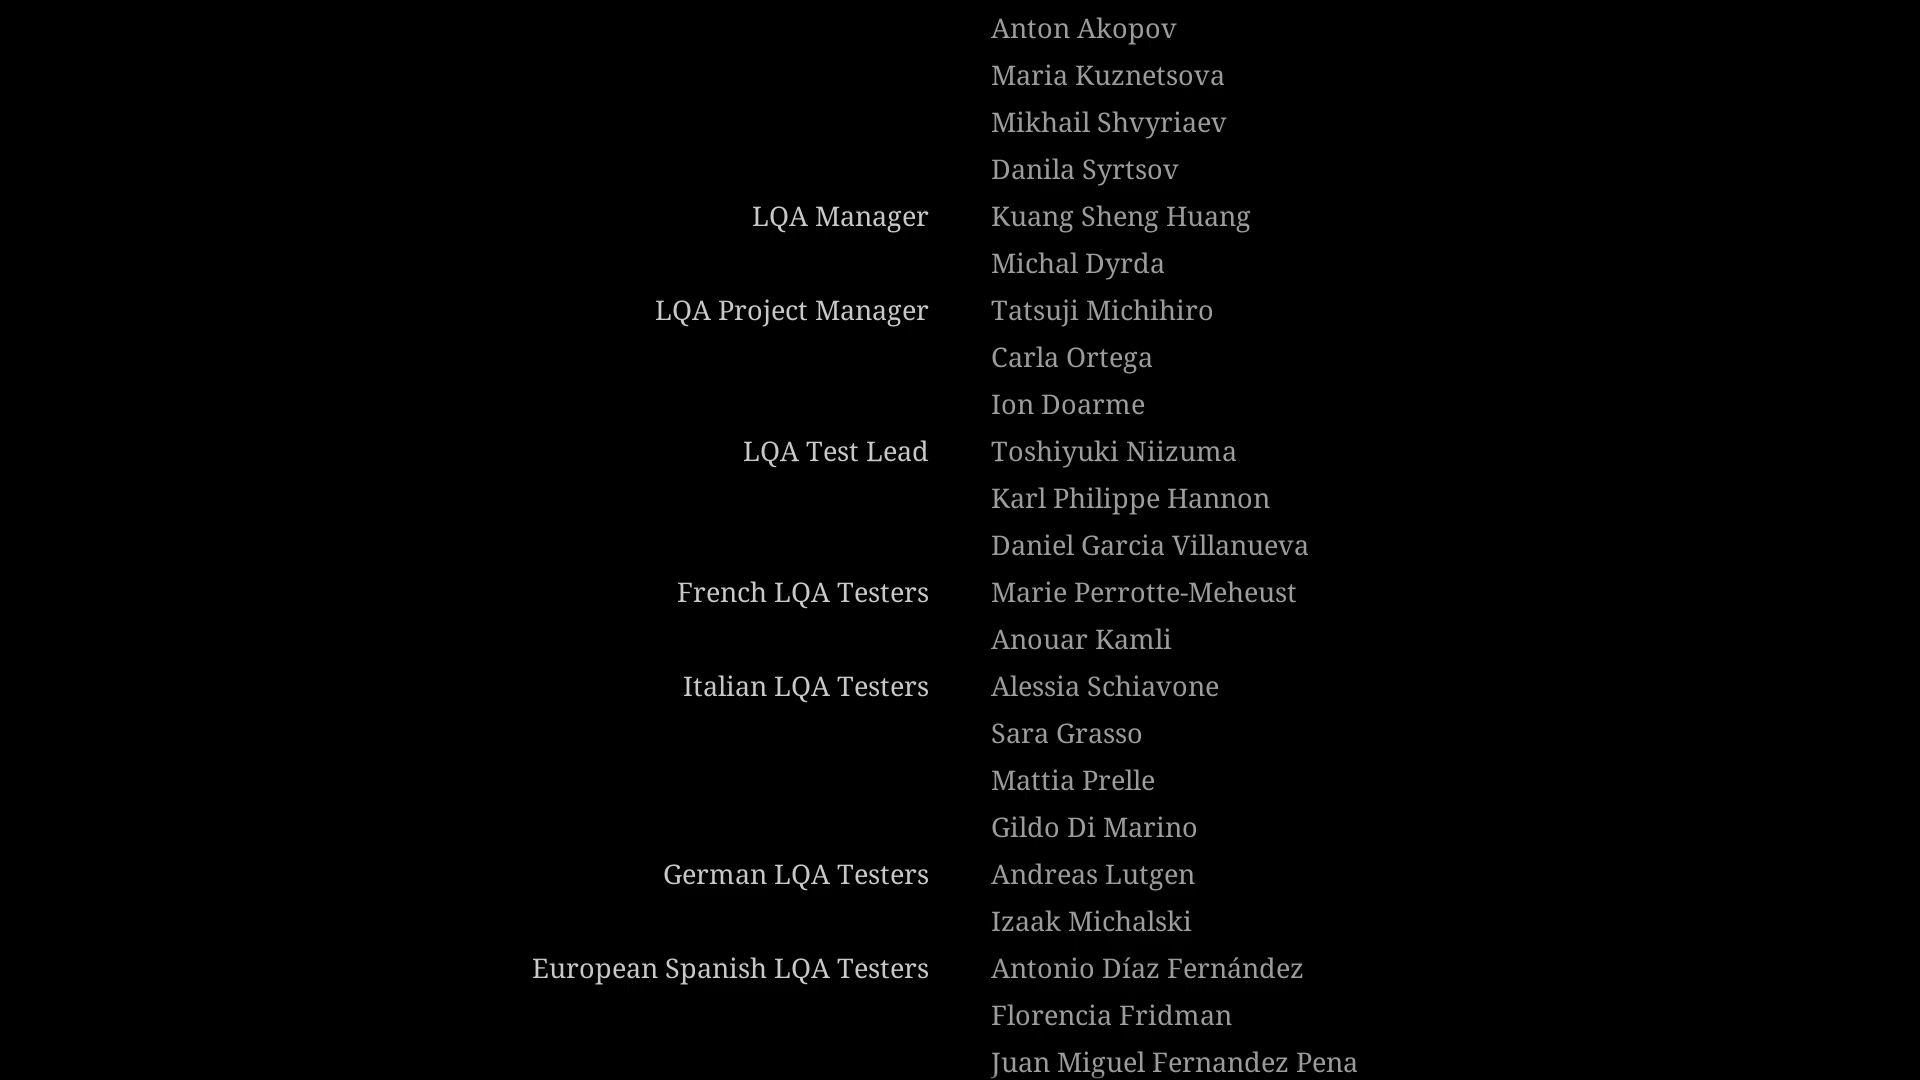 Anton Akopov
Maria Kuznetsova
Mikhail Shvyriaev
Danila Syrtsov
LQA Manager Kuang Sheng Huang
Michal Dyrda
LQA Project Manager Tatsuji Michihiro
Carla Ortega
Ion Doarme
LQA Test Lead Toshiyuki Niizuma
Karl Philippe Hannon
Daniel Garcia Villanueva
French LQA Testers Marie Perrotte-Meheust
Anouar Kamli
Italian LQA Testers Alessia Schiavone
Sara Grasso
Mattia Prelle
Gildo Di Marino
German LQA Testers Andreas Lutgen
Izaak Michalski
European Spanish LQA Testers Antonio Díaz Fernández
Florencia Fridman
Juan Miguel Fernandez Pena